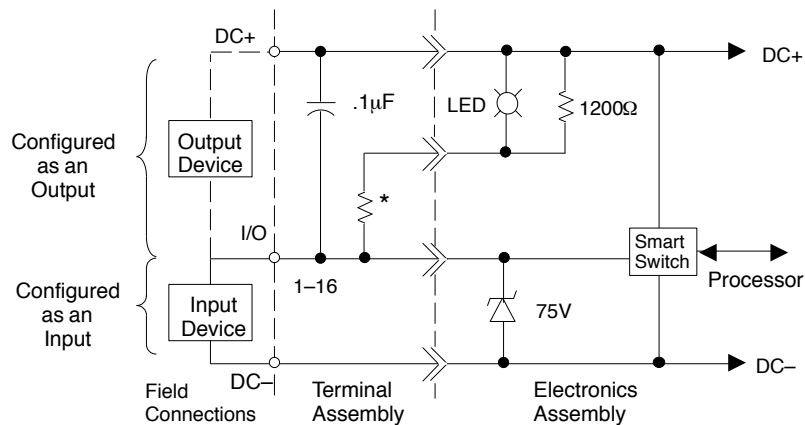 DC+
DC+
.1µF
LED
1200Ω
Configured
as an
Output
Output
Device
*
I/O
Smart
Switch
Processor
1–16
Configured
as an
Input
Input
Device
75V
DC–
DC–
Field
Connections
Terminal
Assembly
Electronics
Assembly